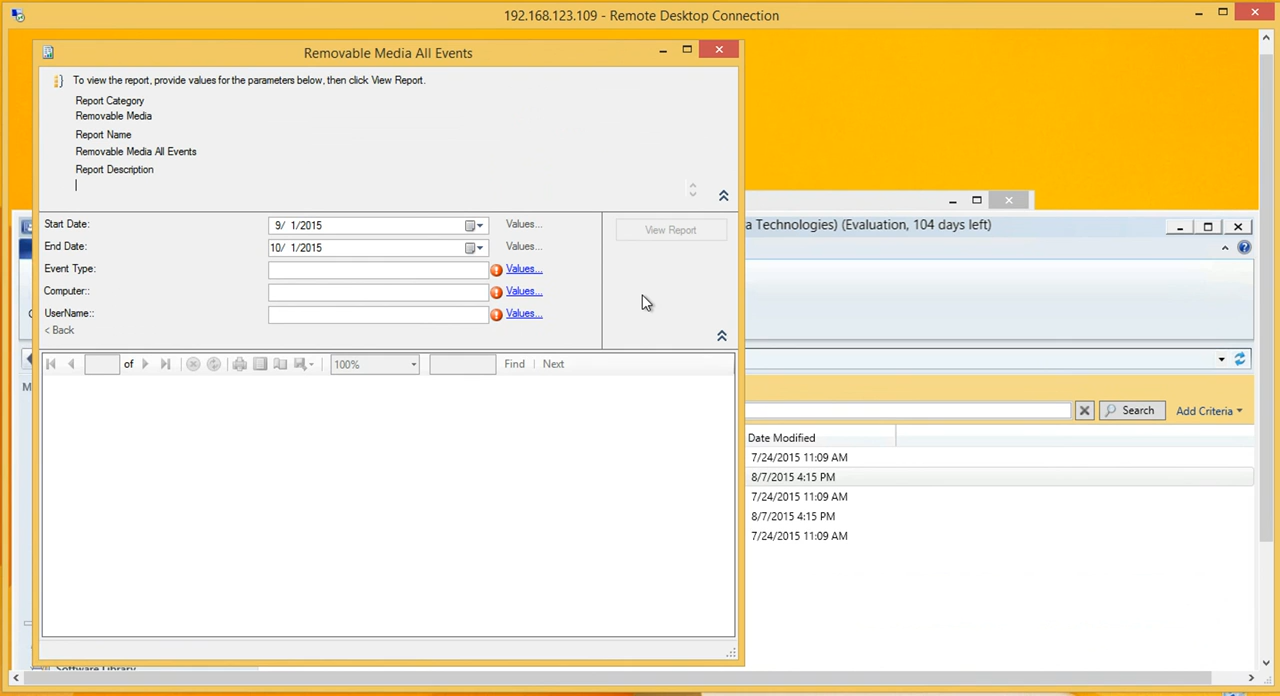 192.168.123.109 - Remote Desktop Connection
Removable Media All Events
To view the report, provide values for the parameters below, then click View Report.
Report Category
Removable Media
Report Name
Removable Media All Events
Report Description
Start Date: 9/ 1/2015 Values... View Report
End Date: 10/ 1/2015 Values...
Event Type: Values...
Computer:: Values...
UserName:: Values...
< Back
of 100% Find Next
a Technologies) (Evaluation, 104 days left)
Search Add Criteria
Date Modified
7/24/2015 11:09 AM
8/7/2015 4:15 PM
7/24/2015 11:09 AM
8/7/2015 4:15 PM
7/24/2015 11:09 AM
Software Library